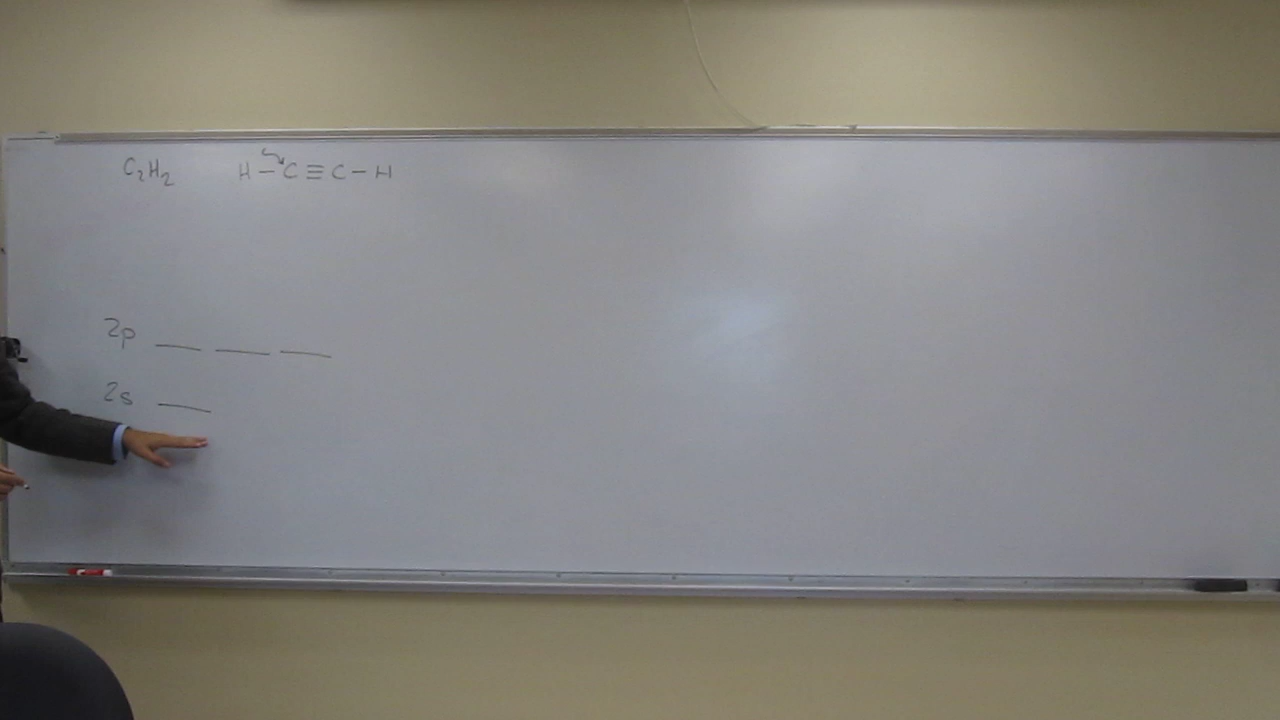 C₂H₂ H–C≡C–H
2p ___ ___ ___
2s ___